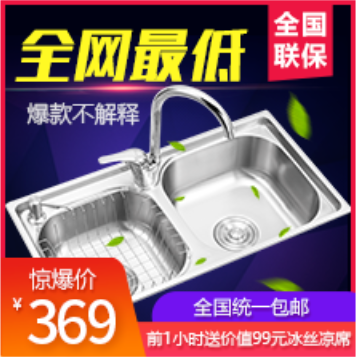 全国
联保
全网最低
爆款不解释
惊爆价
¥369
全国统一包邮
前1小时送价值99元冰丝凉席